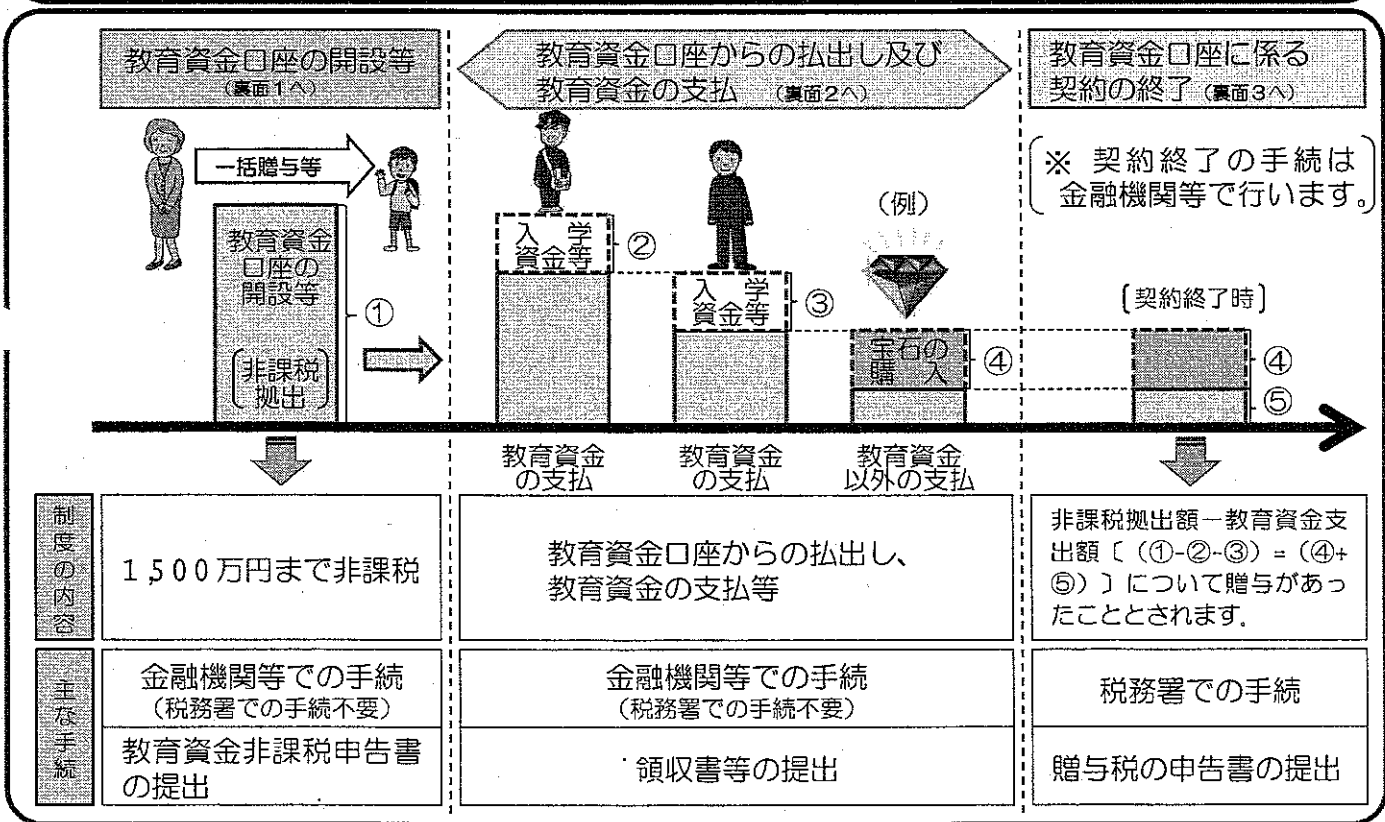 教育資金口座の開設等
（裏面1へ）
教育資金口座からの払出し及び
教育資金の支払（裏面2へ）
教育資金口座に係る
契約の終了（裏面3へ）
一括贈与等
※ 契約終了の手続は
金融機関等で行います。
教育資金
口座の
開設等
①
非課税
拠出
入学
資金等
②
入学
資金等
③
（例）
宝石の
購入
④
〔契約終了時〕
④
⑤
教育資金
の支払
教育資金
の支払
教育資金
以外の支払
制度の内容
1,500万円まで非課税
教育資金口座からの払出し、
教育資金の支払等
非課税拠出額－教育資金支
出額〔（①-②-③）=（④+
⑤）〕について贈与があっ
たこととされます。
主な手続
金融機関等での手続
（税務署での手続不要）
金融機関等での手続
（税務署での手続不要）
税務署での手続
教育資金非課税申告書
の提出
領収書等の提出
贈与税の申告書の提出